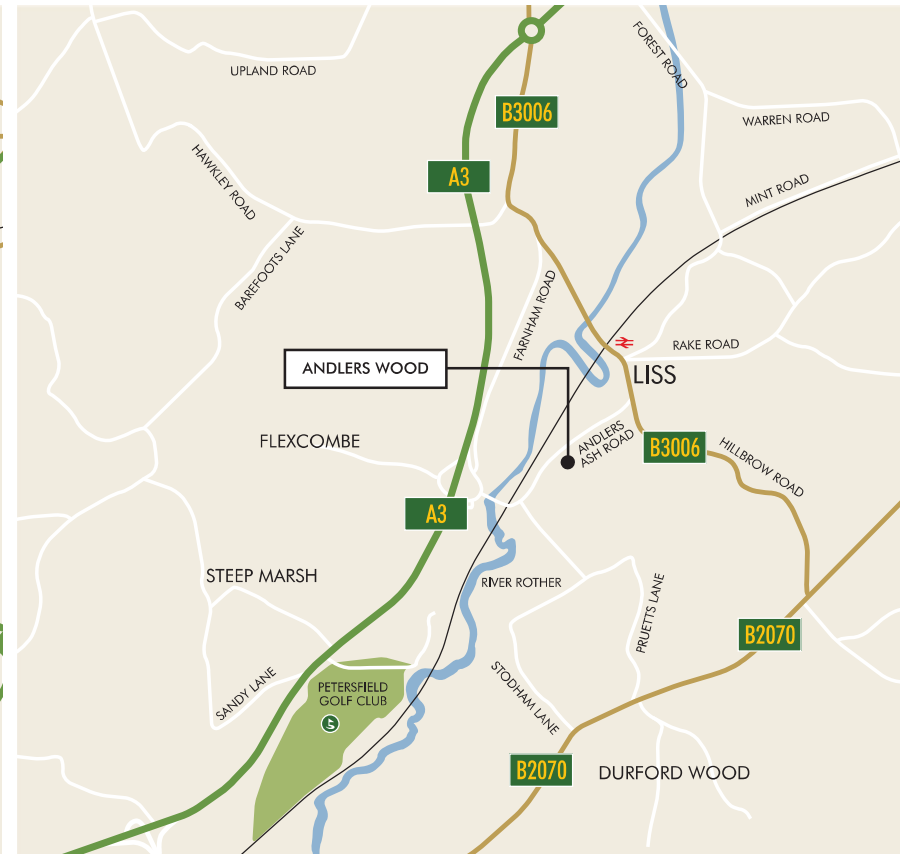 FOREST ROAD
UPLAND ROAD
B3006
WARREN ROAD
A3
HAWKLEY ROAD
MINT ROAD
BAREFOOTS LANE
FARNHAM ROAD
RAKE ROAD
ANDLERS WOOD
LISS
FLEXCOMBE
ANDLERS
ASH ROAD
B3006
HILLBROW ROAD
A3
STEEP MARSH
RIVER ROTHER
PRUETTS LANE
B2070
SANDY LANE
PETERSFIELD
GOLF CLUB
STODHAM LANE
B2070
DURFORD WOOD